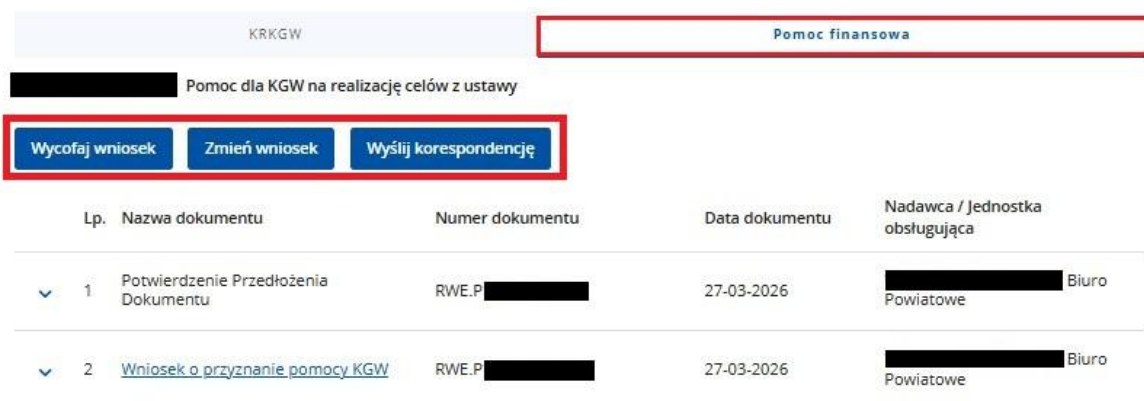 KRKGW
Pomoc finansowa
Pomoc dla KGW na realizację celów z ustawy
Wycofaj wniosek
Zmień wniosek
Wyślij korespondencję
Lp. Nazwa dokumentu Numer dokumentu Data dokumentu Nadawca / Jednostka
obsługująca
1 Potwierdzenie Przedłożenia
Dokumentu RWE.P 27-03-2026 Biuro
Powiatowe
2 Wniosek o przyznanie pomocy KGW RWE.P 27-03-2026 Biuro
Powiatowe